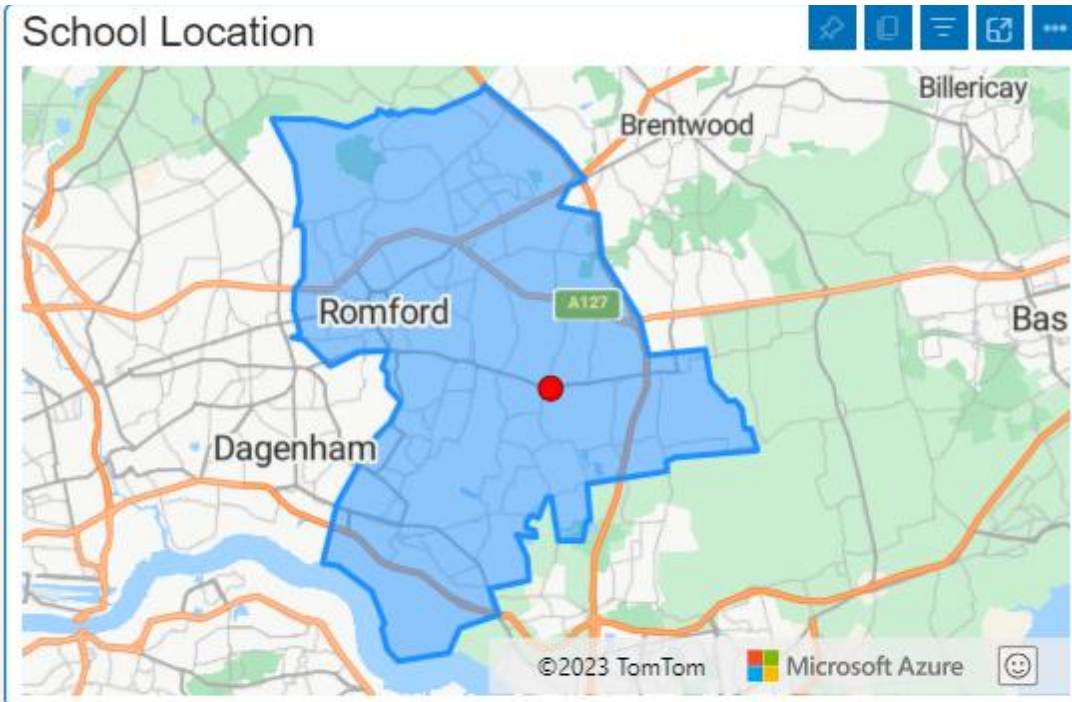 School Location
Billericay
Brentwood
A127
Romford
Bas
Dagenham
©2023 TomTom
Microsoft Azure